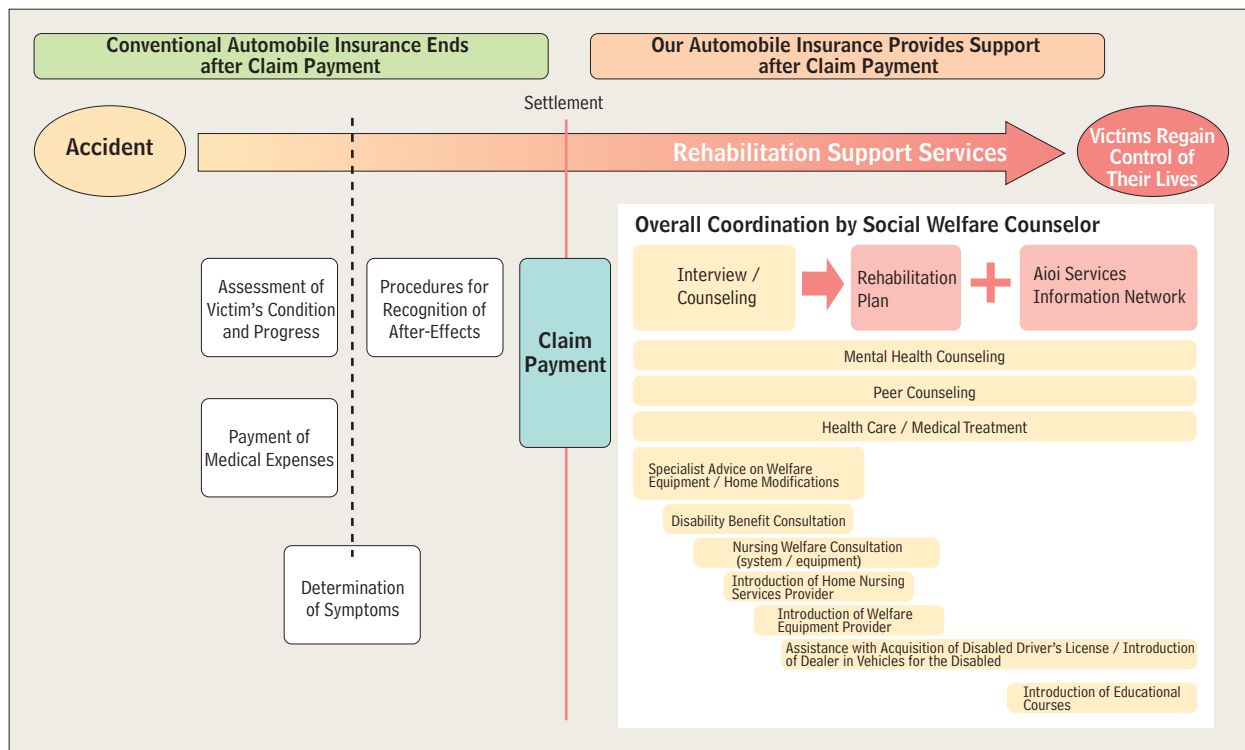 Conventional Automobile Insurance Ends
after Claim Payment
Our Automobile Insurance Provides Support
after Claim Payment
Settlement
Accident
Rehabilitation Support Services
Victims Regain
Control of
Their Lives
Assessment of
Victim's Condition
and Progress
Procedures for
Recognition of
After-Effects
Claim
Payment
Payment of
Medical Expenses
Determination
of Symptoms
Overall Coordination by Social Welfare Counselor
Interview /
Counseling
Rehabilitation
Plan
Aioi Services
Information Network
Mental Health Counseling
Peer Counseling
Health Care / Medical Treatment
Specialist Advice on Welfare
Equipment / Home Modifications
Disability Benefit Consultation
Nursing Welfare Consultation
(system / equipment)
Introduction of Home Nursing
Services Provider
Introduction of Welfare
Equipment Provider
Assistance with Acquisition of Disabled Driver's License / Introduction
of Dealer in Vehicles for the Disabled
Introduction of Educational
Courses